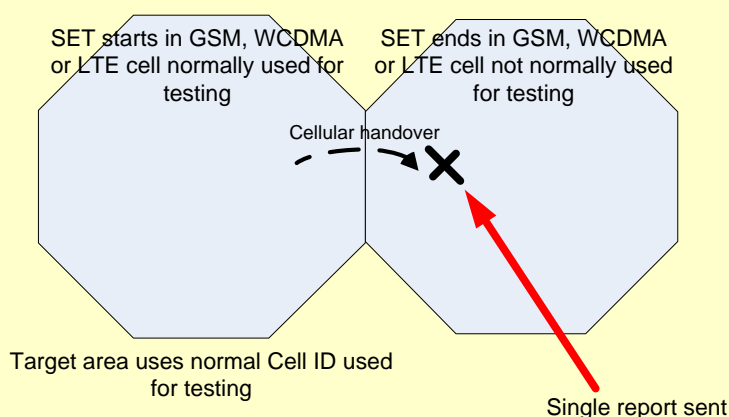 SET starts in GSM, WCDMA
or LTE cell normally used for
testing
SET ends in GSM, WCDMA
or LTE cell not normally used
for testing
Cellular handover
Target area uses normal Cell ID used
for testing
Single report sent